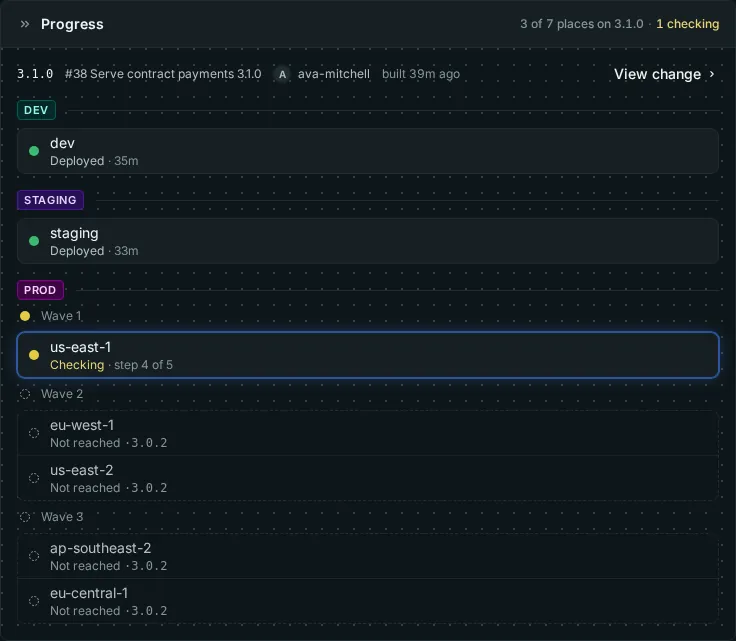 » Progress 3 of 7 places on 3.1.0 · 1 checking
3.1.0 #38 Serve contract payments 3.1.0 A ava-mitchell built 39m ago View change ›
DEV
dev
Deployed · 35m
STAGING
staging
Deployed · 33m
PROD
Wave 1
us-east-1
Checking · step 4 of 5
Wave 2
eu-west-1
Not reached · 3.0.2
us-east-2
Not reached · 3.0.2
Wave 3
ap-southeast-2
Not reached · 3.0.2
eu-central-1
Not reached · 3.0.2